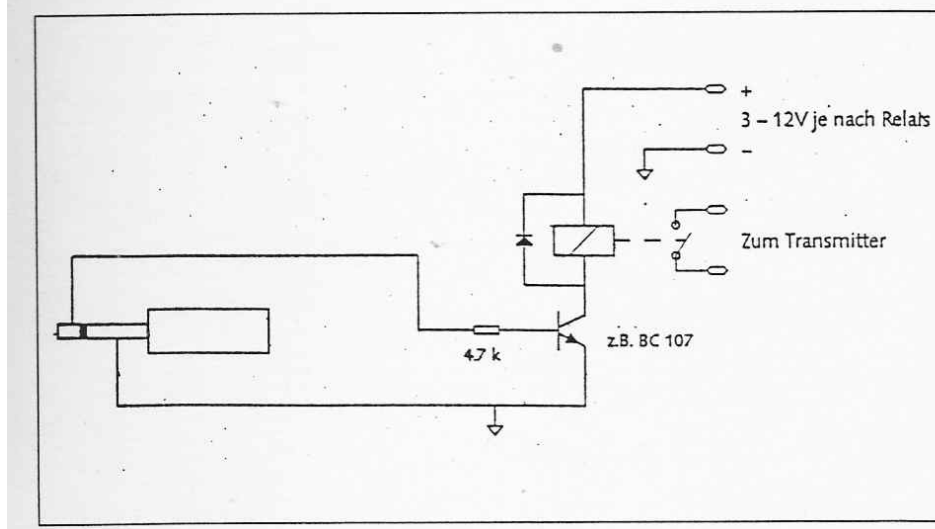 +
3 – 12V je nach Relais
–
Zum Transmitter
4.7 k
z.B. BC 107